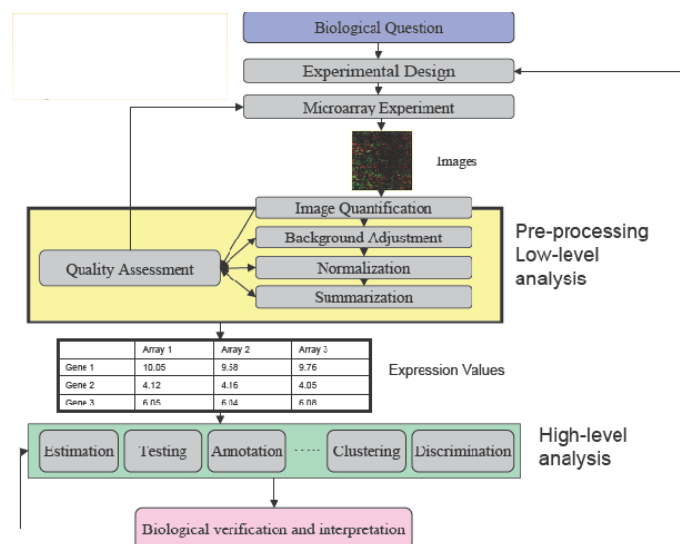 Biological Question
Experimental Design
Microarray Experiment
Images
Image Quantification
Background Adjustment
Quality Assessment
Normalization
Summarization
Pre-processing
Low-level
analysis
Array 1 Array 2 Array 3
Gene 1 10.05 9.58 9.76
Gene 2 4.12 4.16 4.05
Gene 3 6.05 6.04 6.08
Expression Values
Estimation Testing Annotation ..... Clustering Discrimination
High-level
analysis
Biological verification and interpretation